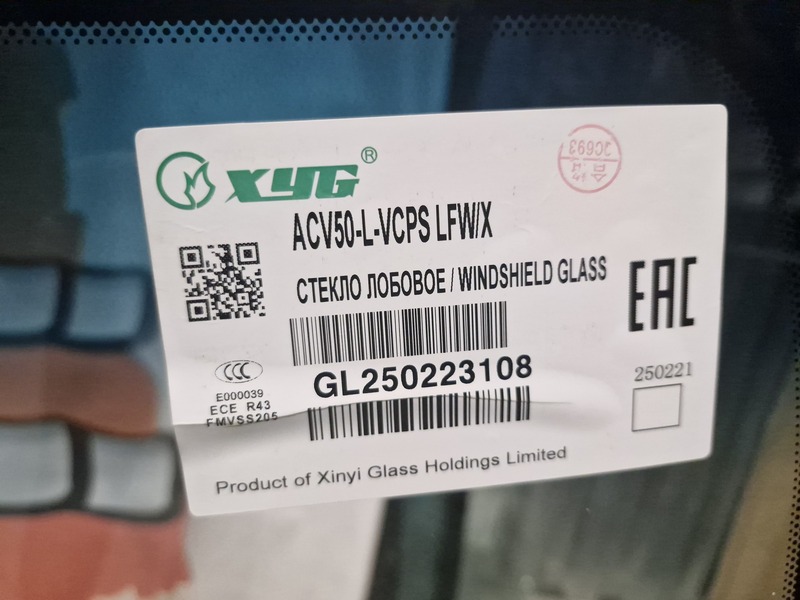 XYG®
ACV50-L-VCPS LFW/X
СТЕКЛО ЛОБОВОЕ / WINDSHIELD GLASS
EAC
CCC
GL250223108
E000039
ECE R43
FMVSS205
250221
Product of Xinyi Glass Holdings Limited